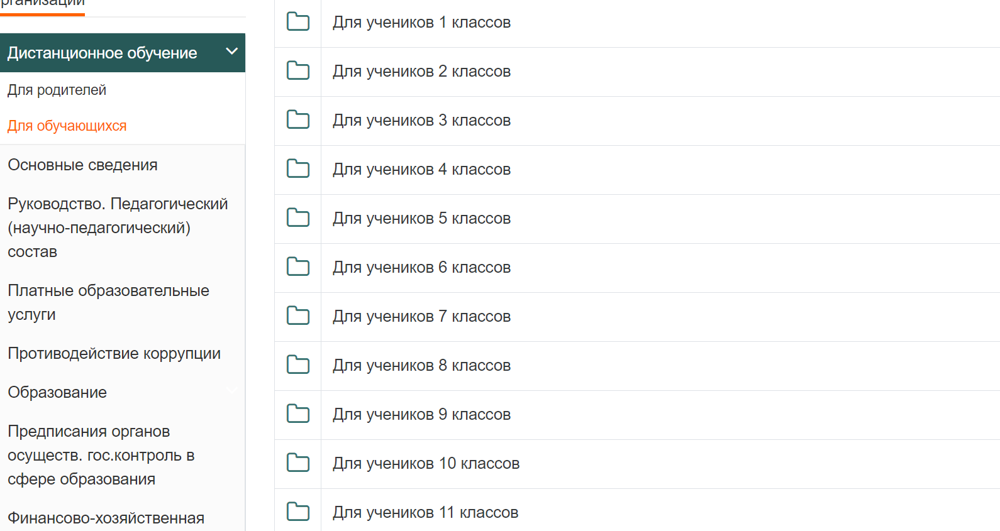 Дистанционное обучение
Для родителей
Для обучающихся
Основные сведения
Руководство. Педагогический
(научно-педагогический)
состав
Платные образовательные
услуги
Противодействие коррупции
Образование
Предписания органов
осуществ. гос.контроль в
сфере образования
Финансово-хозяйственная
Для учеников 1 классов
Для учеников 2 классов
Для учеников 3 классов
Для учеников 4 классов
Для учеников 5 классов
Для учеников 6 классов
Для учеников 7 классов
Для учеников 8 классов
Для учеников 9 классов
Для учеников 10 классов
Для учеников 11 классов